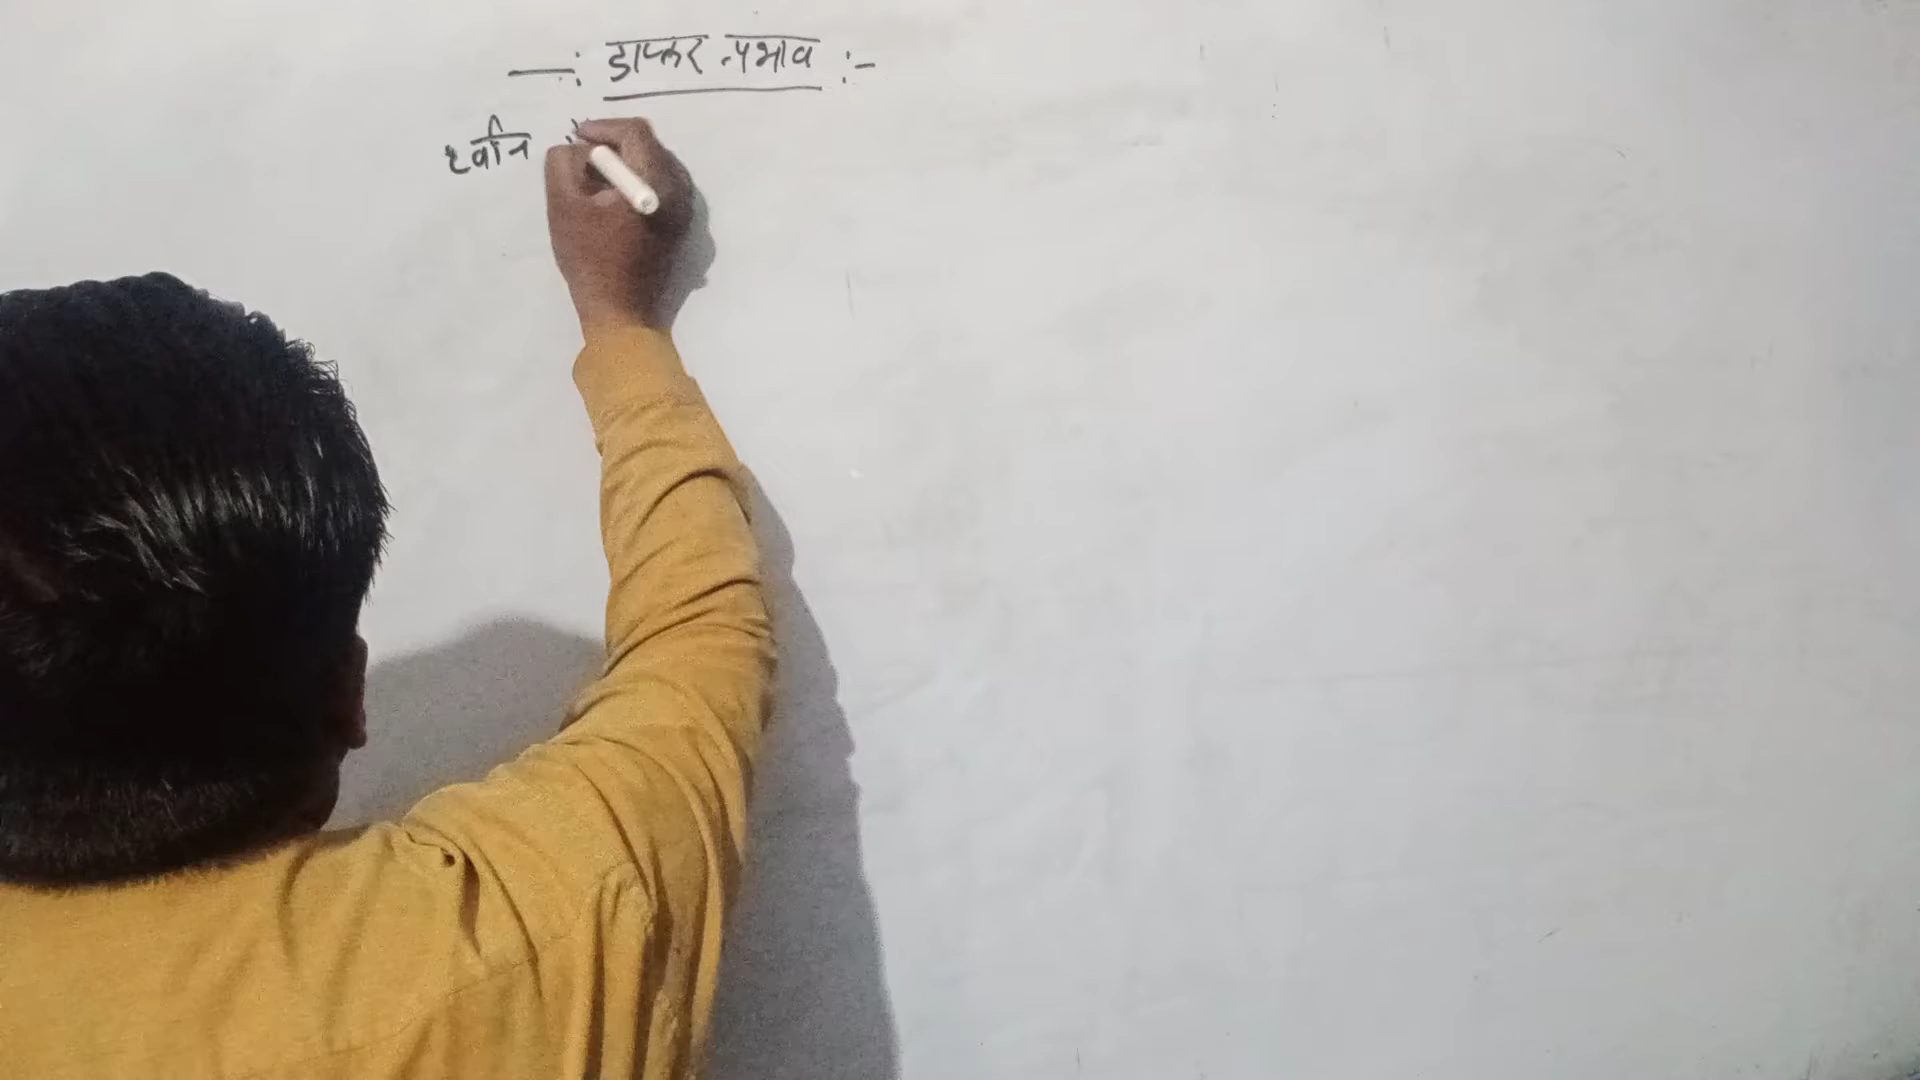 —: डाप्लर प्रभाव :-
ध्वनि